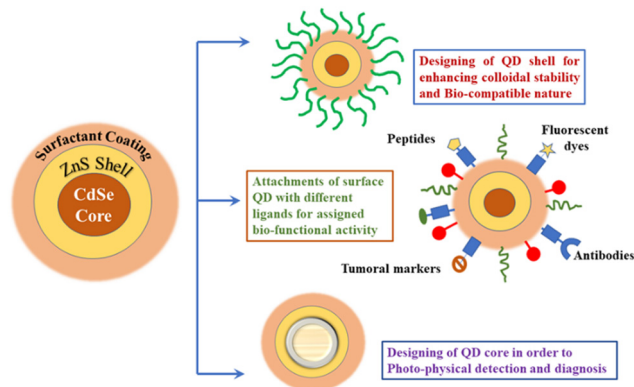 Surfactant Coating
ZnS Shell
CdSe
Core
Designing of QD shell for
enhancing colloidal stability
and Bio-compatible nature
Attachments of surface
QD with different
ligands for assigned
bio-functional activity
Peptides
Fluorescent
dyes
Tumoral markers
Antibodies
Designing of QD core in order to
Photo-physical detection and diagnosis